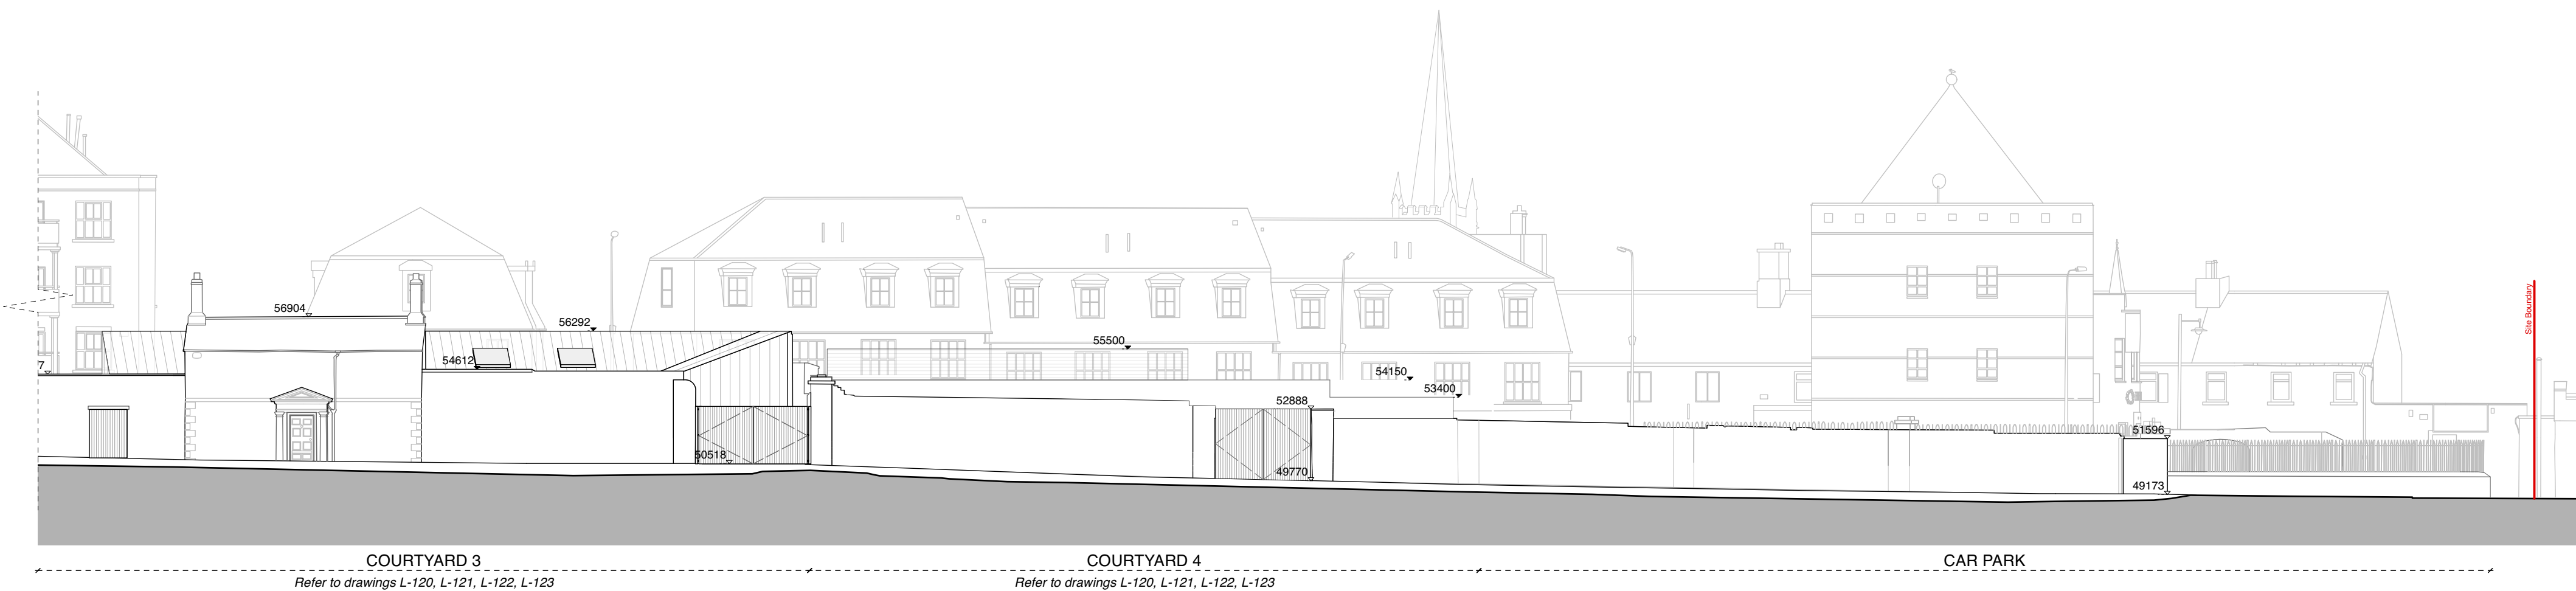 Site Boundary
56904
56292
55500
54612
7
54150
53400
52888
51596
50518
49770
49173
COURTYARD 3
COURTYARD 4
CAR PARK
Refer to drawings L-120, L-121, L-122, L-123
Refer to drawings L-120, L-121, L-122, L-123